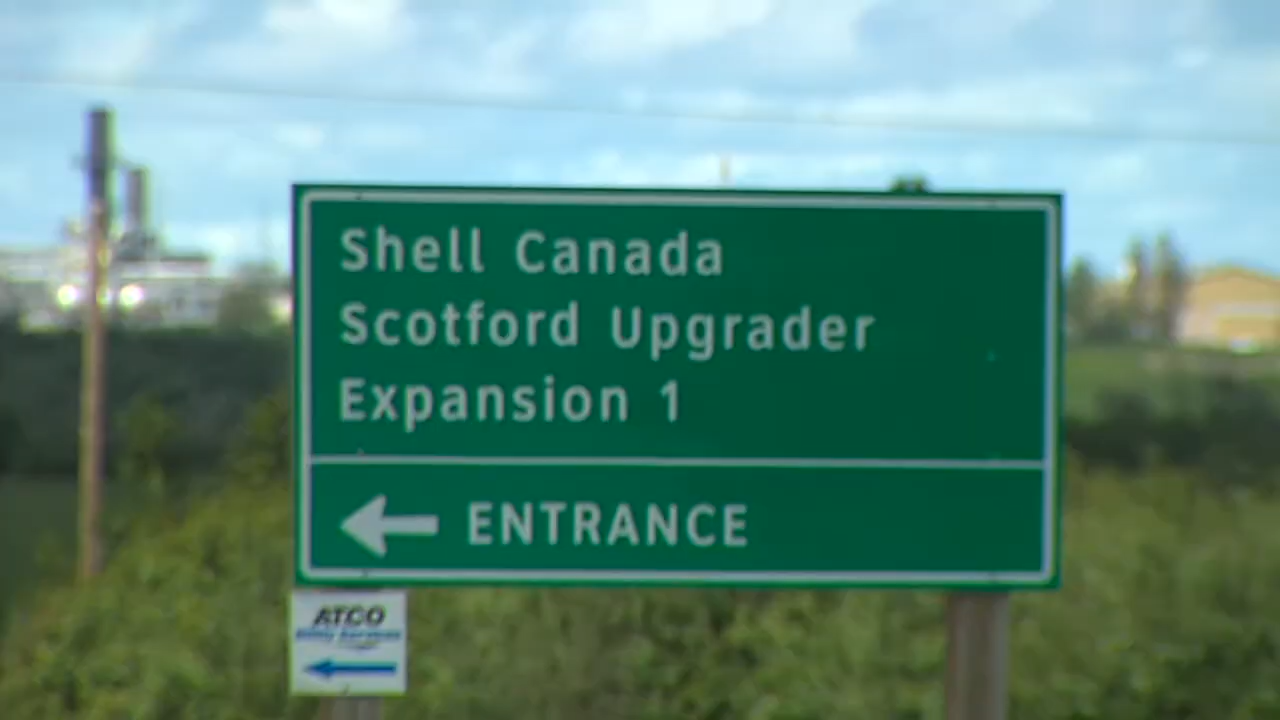 Shell Canada
Scotford Upgrader
Expansion 1
ENTRANCE
ATCO